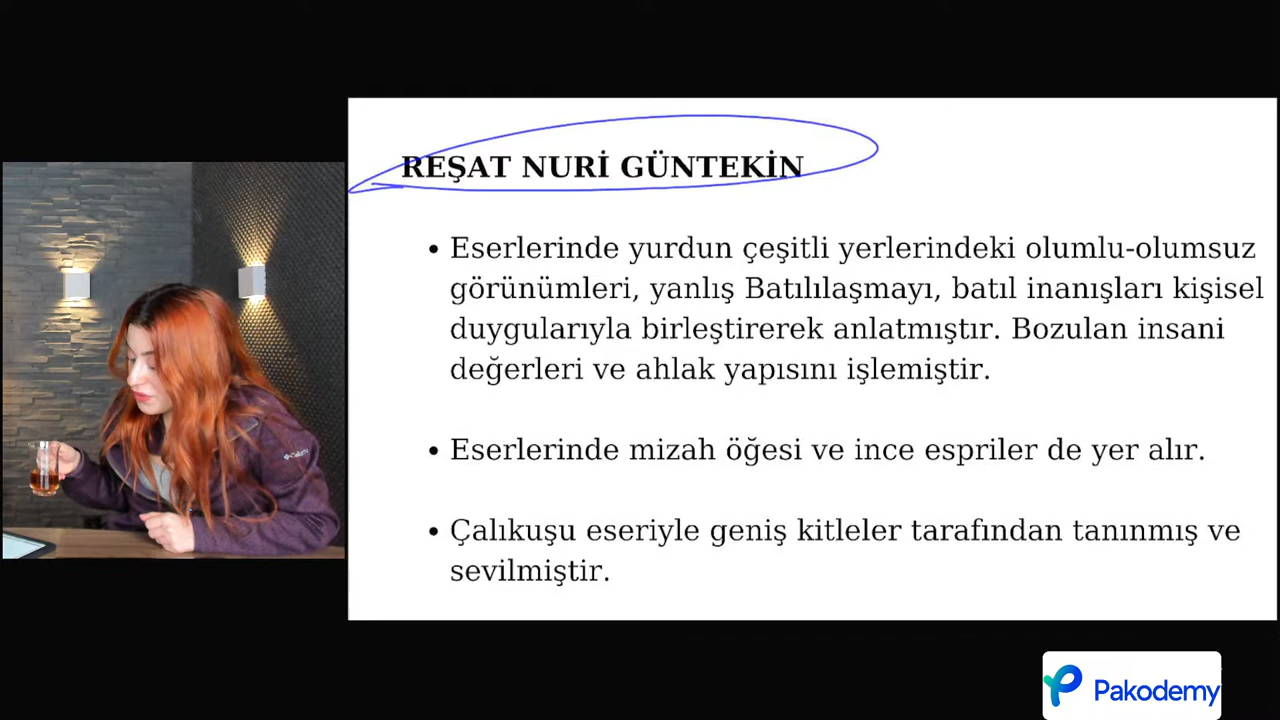 REŞAT NURİ GÜNTEKİN
• Eserlerinde yurdun çeşitli yerlerindeki olumlu-olumsuz
görünümleri, yanlış Batılılaşmayı, batıl inanışları kişisel
duygularıyla birleştirerek anlatmıştır. Bozulan insani
değerleri ve ahlak yapısını işlemiştir.
• Eserlerinde mizah öğesi ve ince espriler de yer alır.
• Çalıkuşu eseriyle geniş kitleler tarafından tanınmış ve
sevilmiştir.
Columbia
Pakodemy